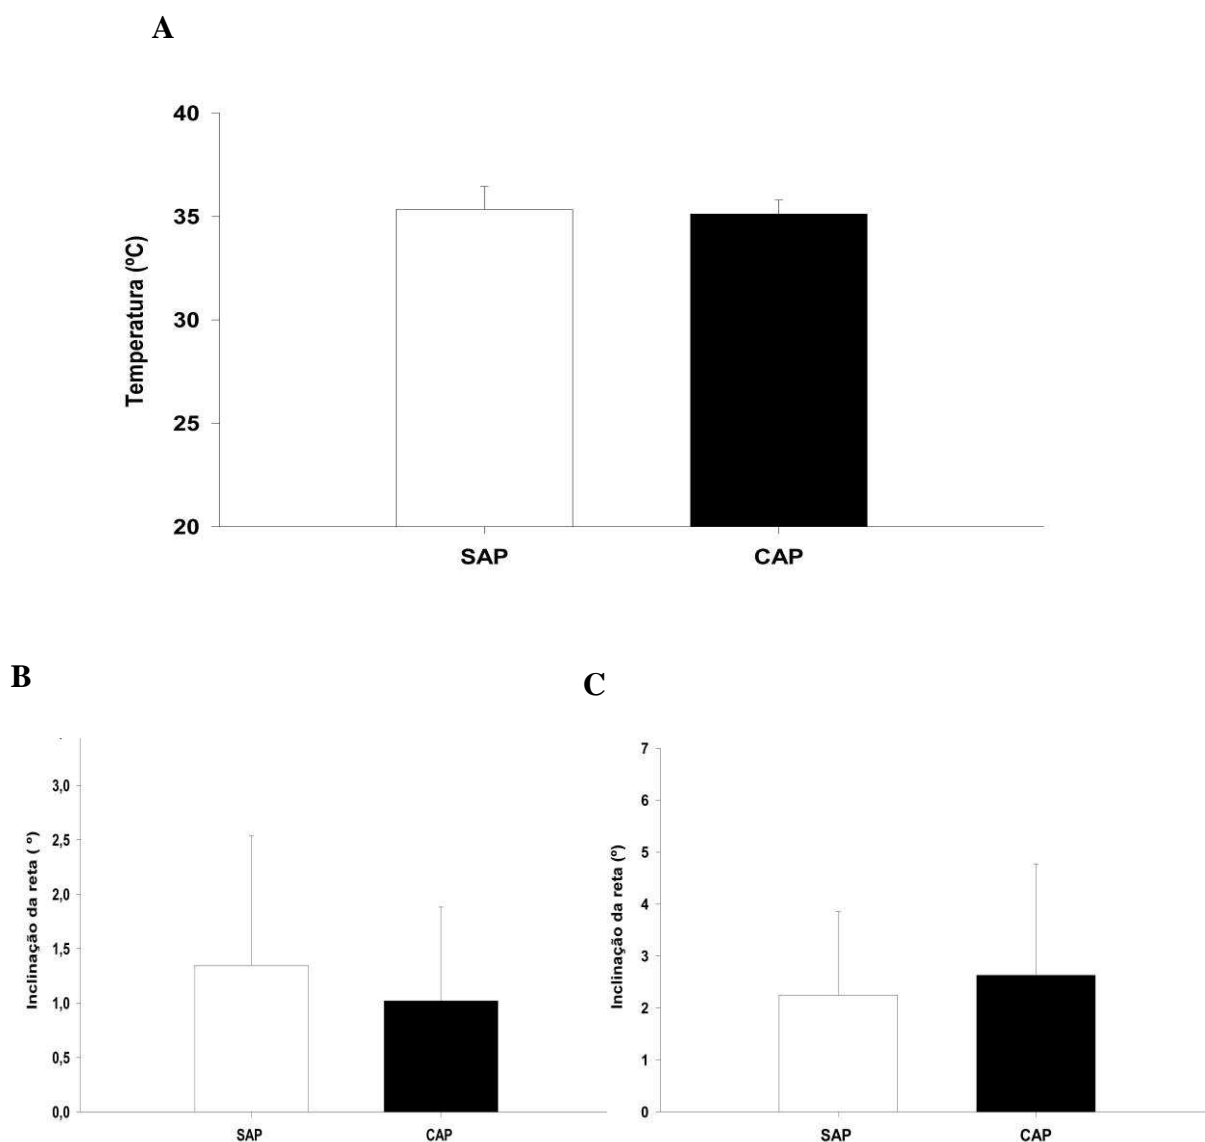 A
40
35
30
25
20
Temperatura (ºC)
SAP CAP
B
3,0
2,5
2,0
1,5
1,0
0,5
0,0
Inclinação da reta ( º)
SAP CAP
C
7
6
5
4
3
2
1
0
Inclinação da reta (º)
SAP CAP